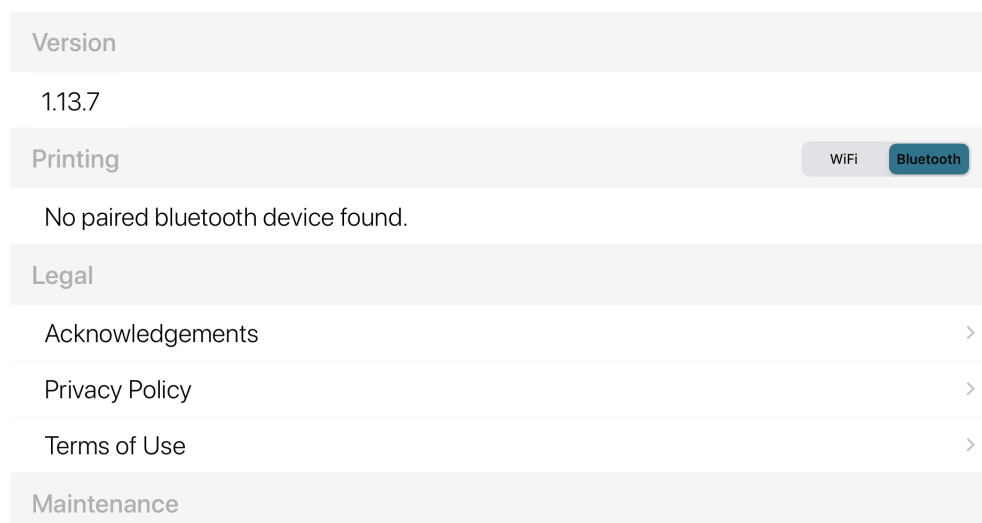 Version
1.13.7
Printing
WiFi
Bluetooth
No paired bluetooth device found.
Legal
Acknowledgements
Privacy Policy
Terms of Use
Maintenance